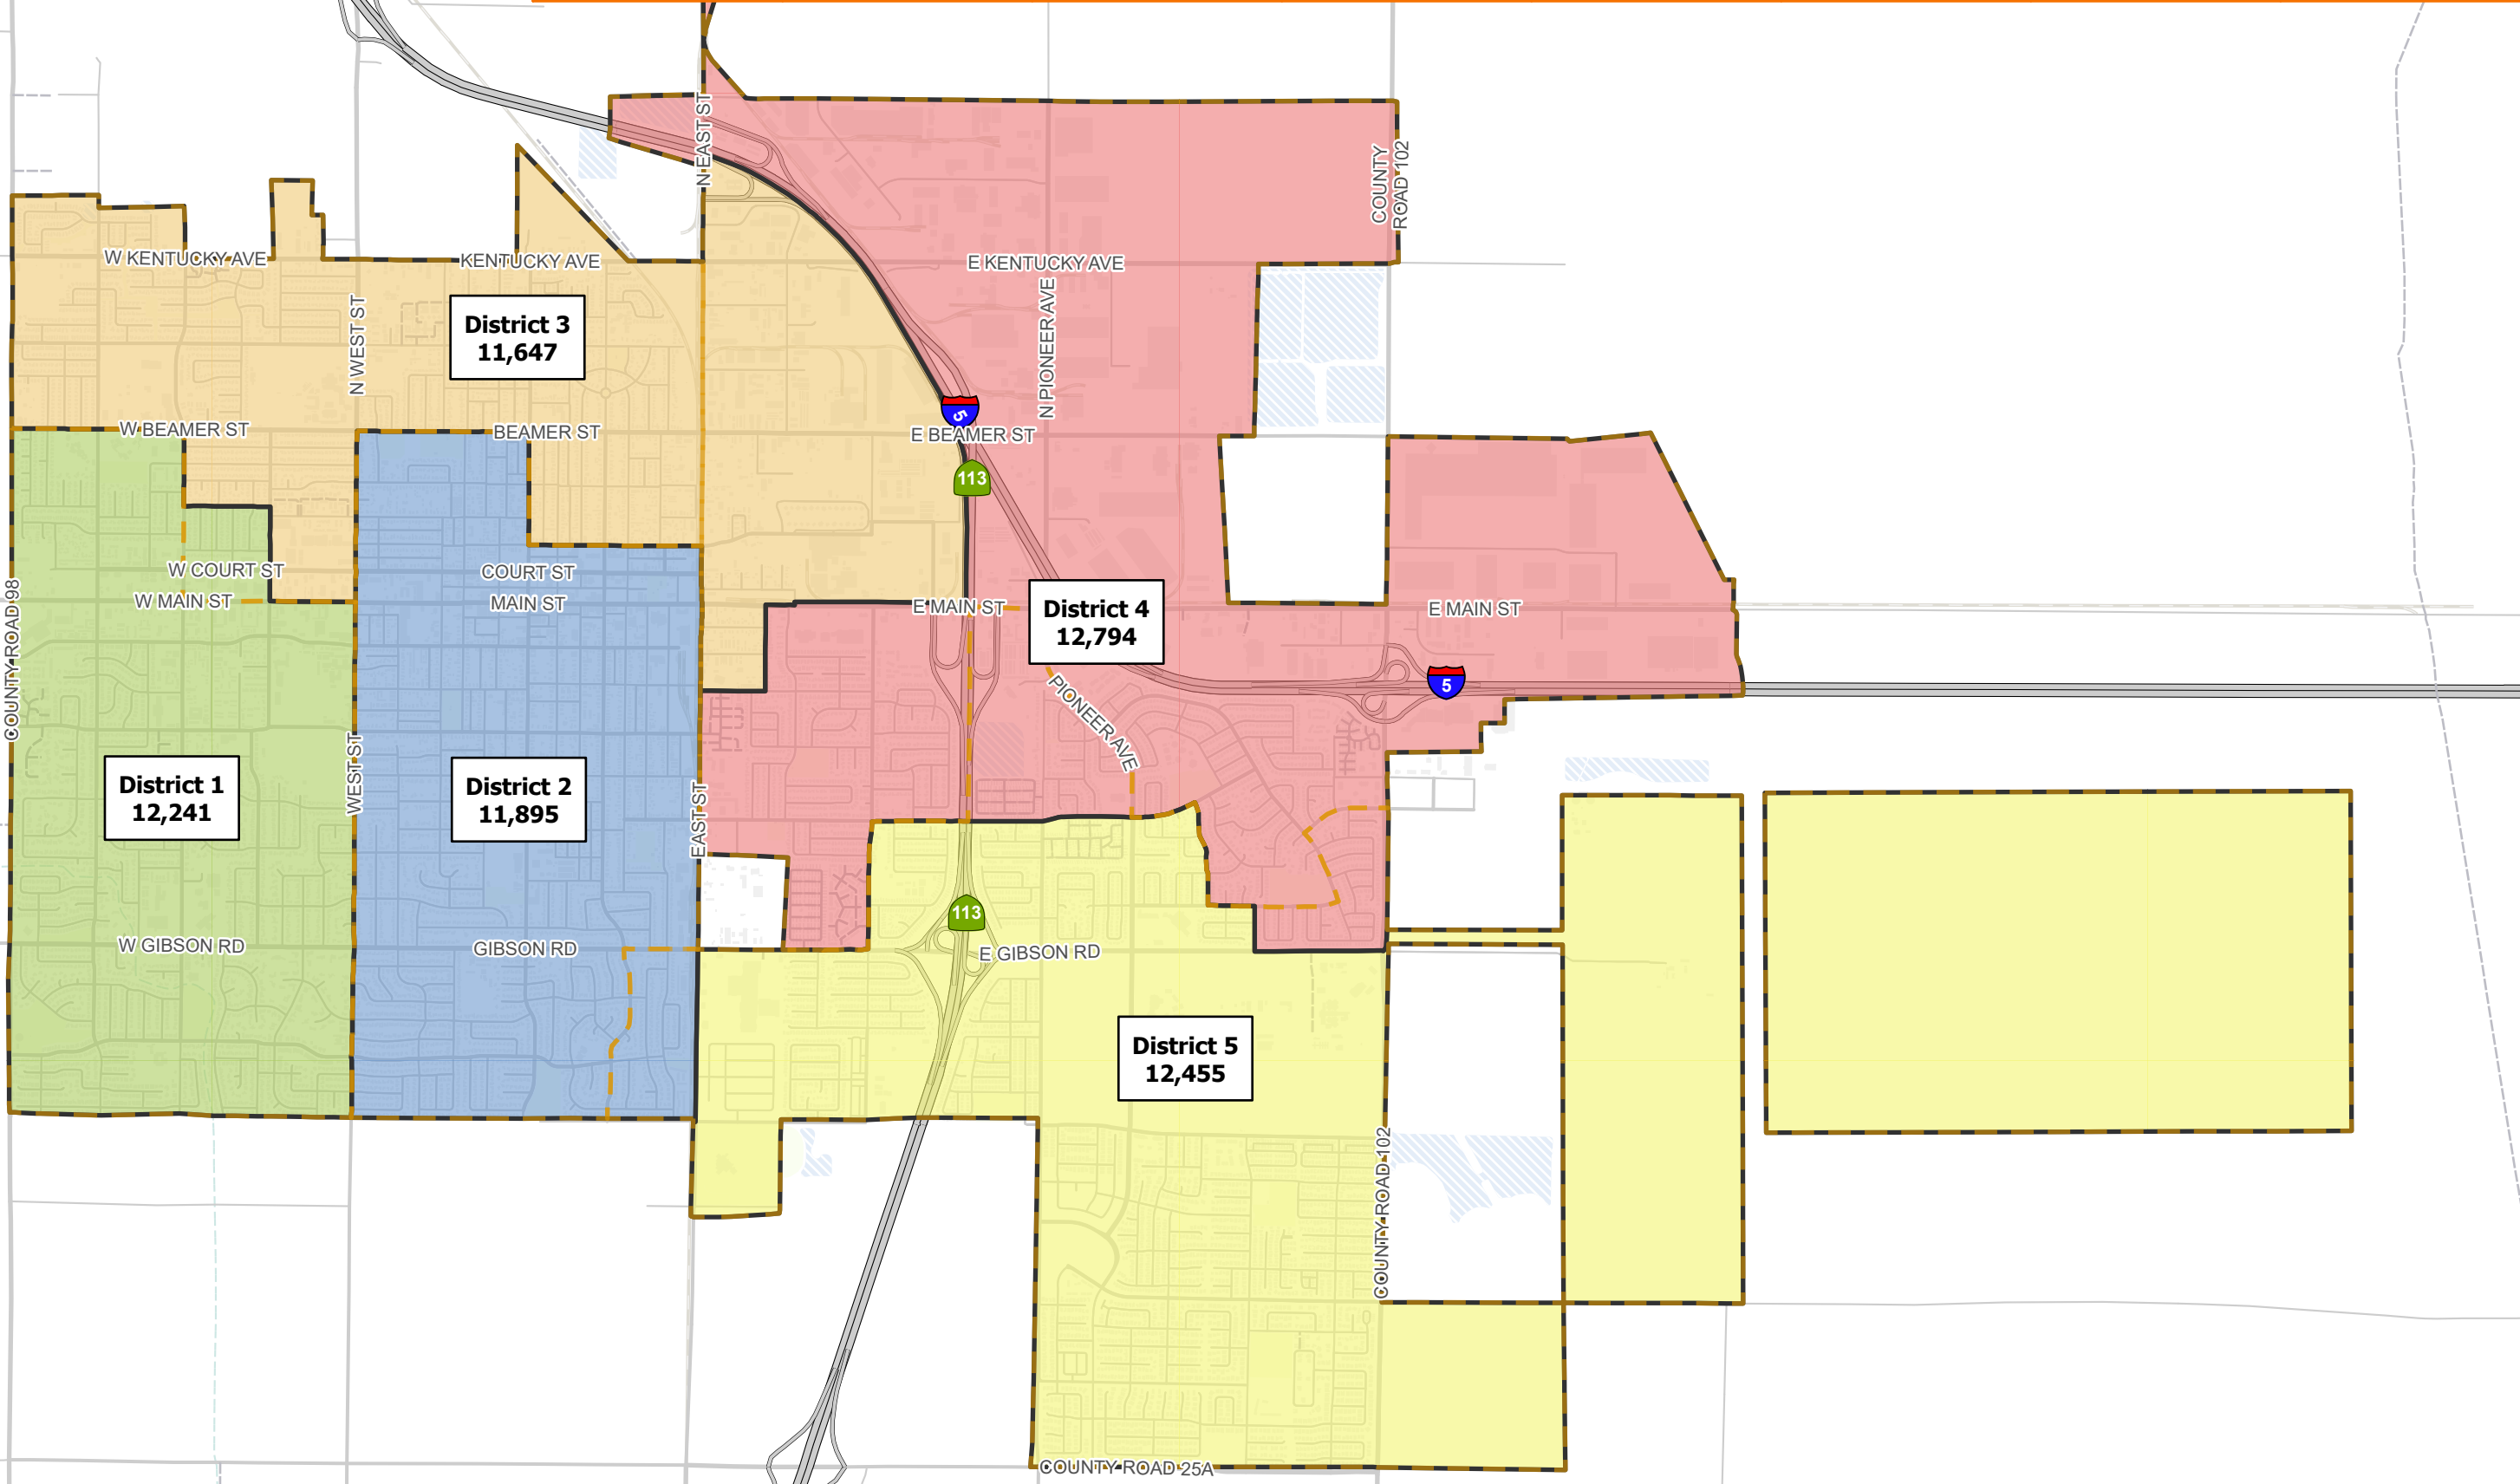 N EAST ST
COUNTY
ROAD 102
W KENTUCKY AVE
KENTUCKY AVE
E KENTUCKY AVE
N WEST ST
District 3
11,647
N PIONEER AVE
5
W BEAMER ST
BEAMER ST
E BEAMER ST
113
W COURT ST
COURT ST
W MAIN ST
MAIN ST
E MAIN ST
District 4
12,794
E MAIN ST
COUNTY ROAD 98
5
PIONEER AVE
WEST ST
District 1
12,241
District 2
11,895
EAST ST
113
W GIBSON RD
GIBSON RD
E GIBSON RD
District 5
12,455
COUNTY ROAD 102
COUNTY ROAD 25A